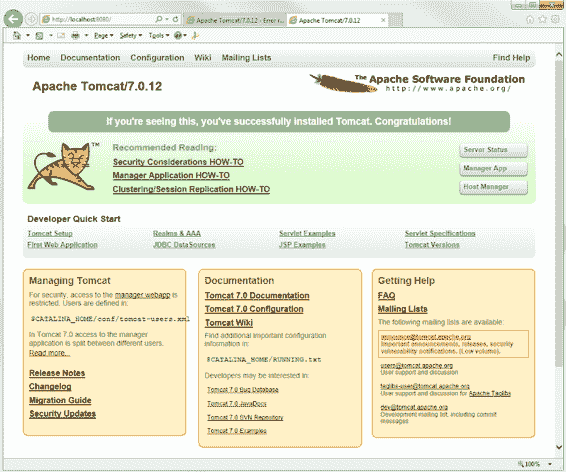 http://localhost:8080/
Apache Tomcat/7.0.12 - Error r...
Apache Tomcat/7.0.12
Page Safety Tools
Home Documentation Configuration Wiki Mailing Lists Find Help
Apache Tomcat/7.0.12
The Apache Software Foundation
http://www.apache.org/
If you're seeing this, you've successfully installed Tomcat. Congratulations!
TM
Recommended Reading:
Security Considerations HOW-TO
Manager Application HOW-TO
Clustering/Session Replication HOW-TO
Server Status
Manager App
Host Manager
Developer Quick Start
Tomcat Setup Realms & AAA Servlet Examples Servlet Specifications
First Web Application JDBC DataSources JSP Examples Tomcat Versions
Managing Tomcat
For security, access to the manager webapp is
restricted. Users are defined in:
$CATALINA_HOME/conf/tomcat-users.xml
In Tomcat 7.0 access to the manager
application is split between different users.
Read more...
Release Notes
Changelog
Migration Guide
Security Updates
Documentation
Tomcat 7.0 Documentation
Tomcat 7.0 Configuration
Tomcat Wiki
Find additional important configuration
information in:
$CATALINA_HOME/RUNNING.txt
Developers may be interested in:
Tomcat 7.0 Bug Database
Tomcat 7.0 JavaDocs
Tomcat 7.0 SVN Repository
Tomcat 7.0 Examples
Getting Help
FAQ
Mailing Lists
The following mailing lists are available:
@tomcat.apache.org
Important announcements, releases, security
vulnerability notifications. (Low volume).
users@tomcat.apache.org
User support and discussion
taglibs-user@tomcat.apache.org
User support and discussion for Apache Taglibs
dev@tomcat.apache.org
Development mailing list, including commit
messages
100%